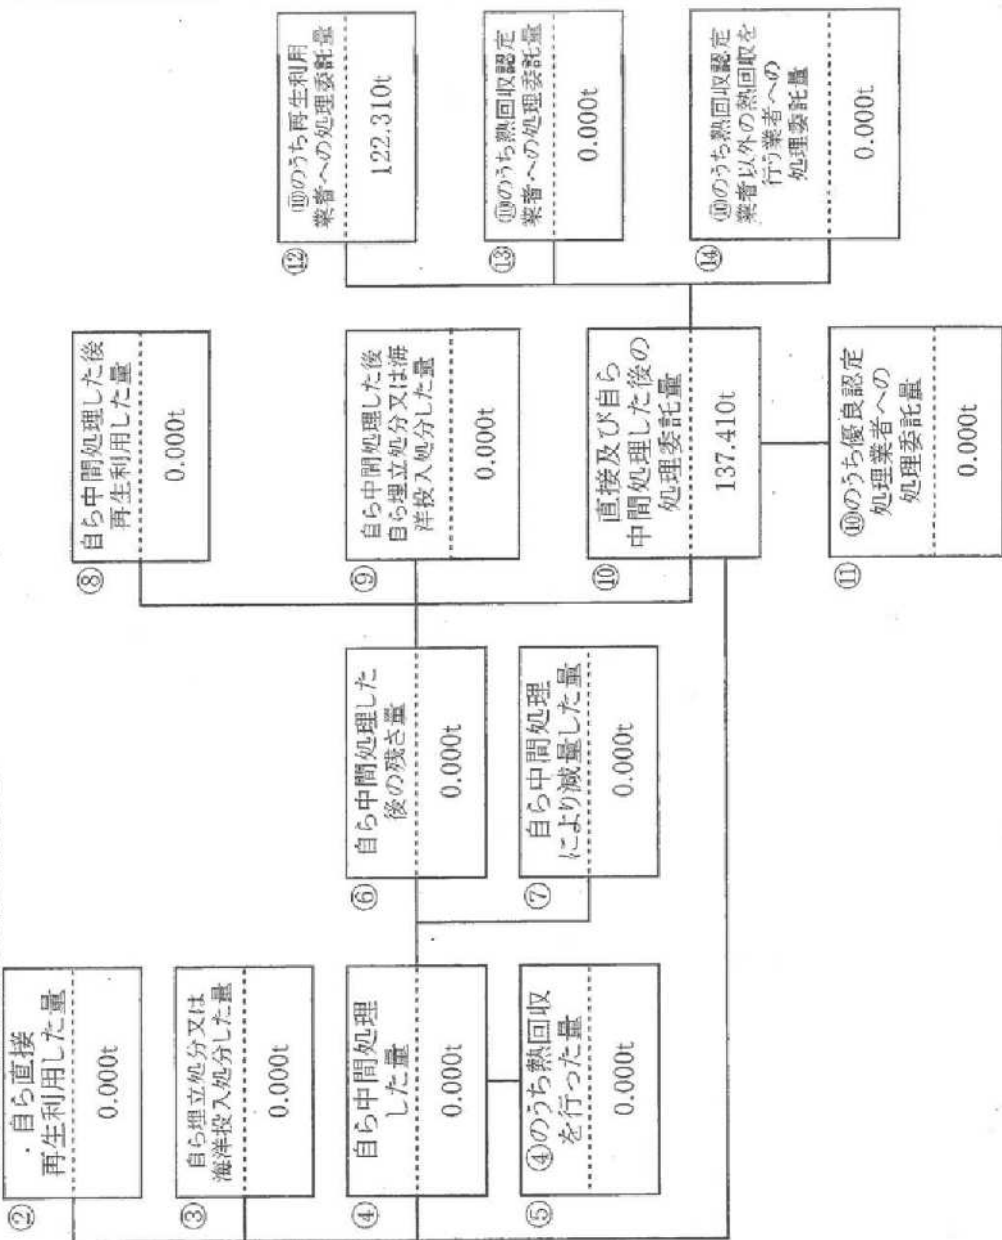 ②
・自ら直接
再生利用した量
0.000t
③
自ら埋立処分又は
海洋投入処分した量
0.000t
④
自ら中間処理
した量
0.000t
⑤
④のうち熱回収
を行った量
0.000t
⑥
自ら中間処理した
後の残さ量
0.000t
⑦
自ら中間処理
により減量した量
0.000t
⑧
自ら中間処理した後
再生利用した量
0.000t
⑨
自ら中間処理した後
自ら埋立処分又は海
洋投入処分した量
0.000t
⑩
直接及び自ら
中間処理した後の
処理委託量
137.410t
⑪
⑩のうち優良認定
処理業者への
処理委託量
0.000t
⑫
⑩のうち再生利用
業者への処理委託量
122.310t
⑬
⑩のうち熱回収認定
業者への処理委託量
0.000t
⑭
⑩のうち熱回収認定
業者以外の熱回収を
行う業者への
処理委託量
0.000t